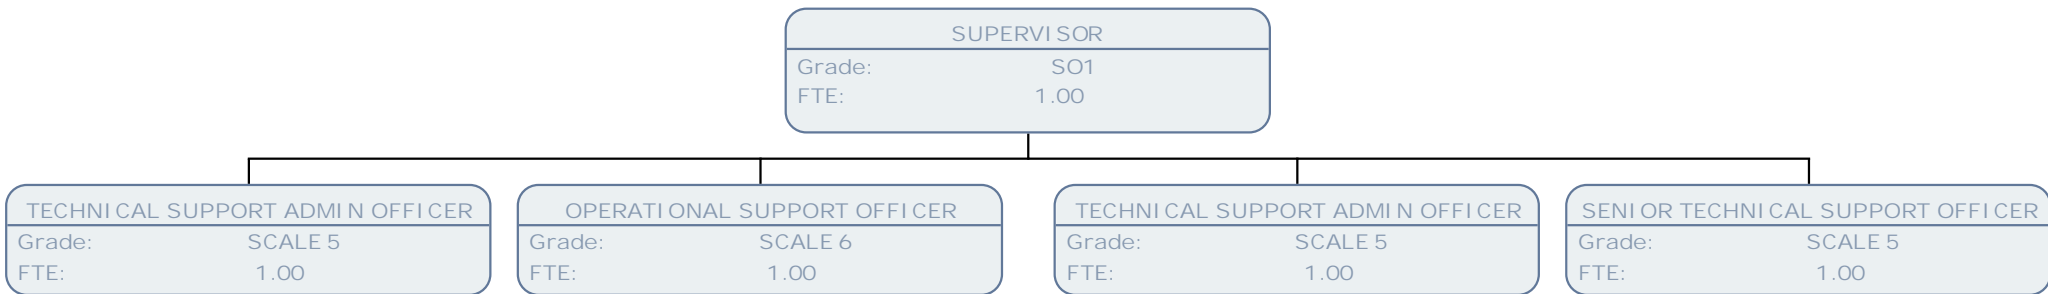 SUPERVISOR
Grade: SO1
FTE: 1.00
TECHNICAL SUPPORT ADMIN OFFICER
Grade: SCALE 5
FTE: 1.00
OPERATIONAL SUPPORT OFFICER
Grade: SCALE 6
FTE: 1.00
TECHNICAL SUPPORT ADMIN OFFICER
Grade: SCALE 5
FTE: 1.00
SENIOR TECHNICAL SUPPORT OFFICER
Grade: SCALE 5
FTE: 1.00